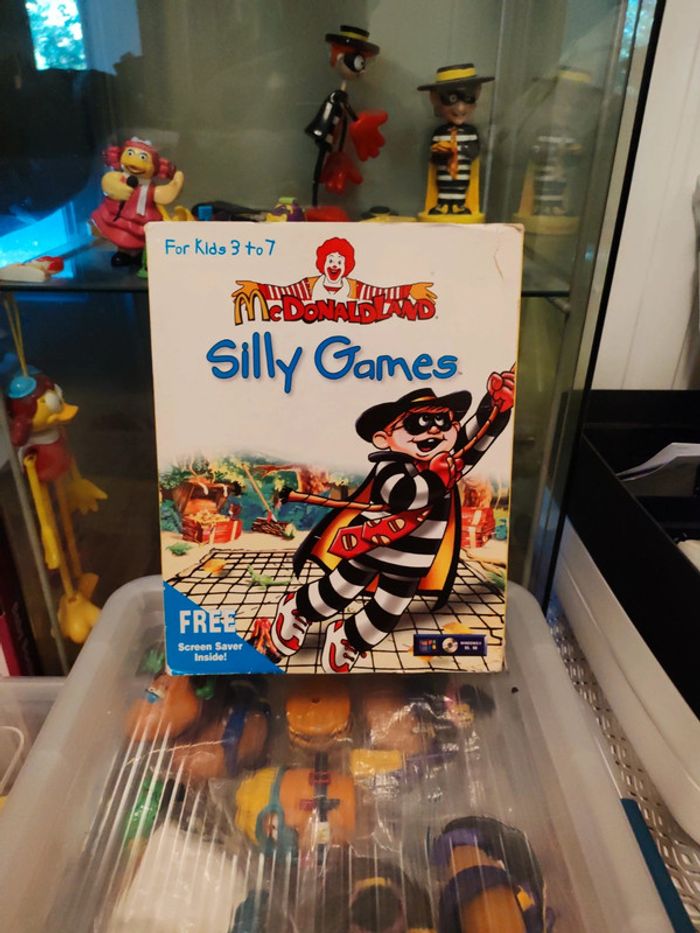 For Kids 3 to 7
McDONALDLAND
Silly Games
FREE
Screen Saver
Inside!